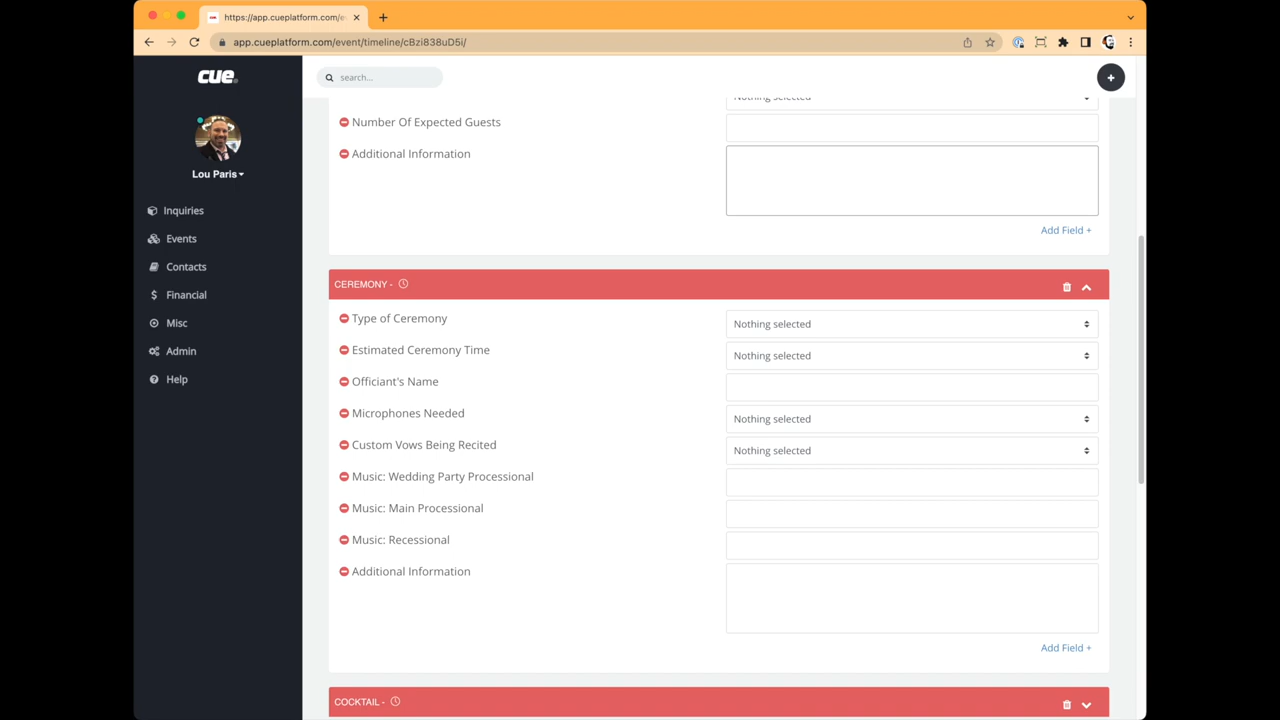 https://app.cueplatform.com/e
app.cueplatform.com/event/timeline/cBzi838uD5i/
cue
search...
Lou Paris
Inquiries
Events
Contacts
Financial
Misc
Admin
Help
Nothing selected
Number Of Expected Guests
Additional Information
Add Field +
CEREMONY -
Type of Ceremony
Nothing selected
Estimated Ceremony Time
Nothing selected
Officiant's Name
Microphones Needed
Nothing selected
Custom Vows Being Recited
Nothing selected
Music: Wedding Party Processional
Music: Main Processional
Music: Recessional
Additional Information
Add Field +
COCKTAIL -